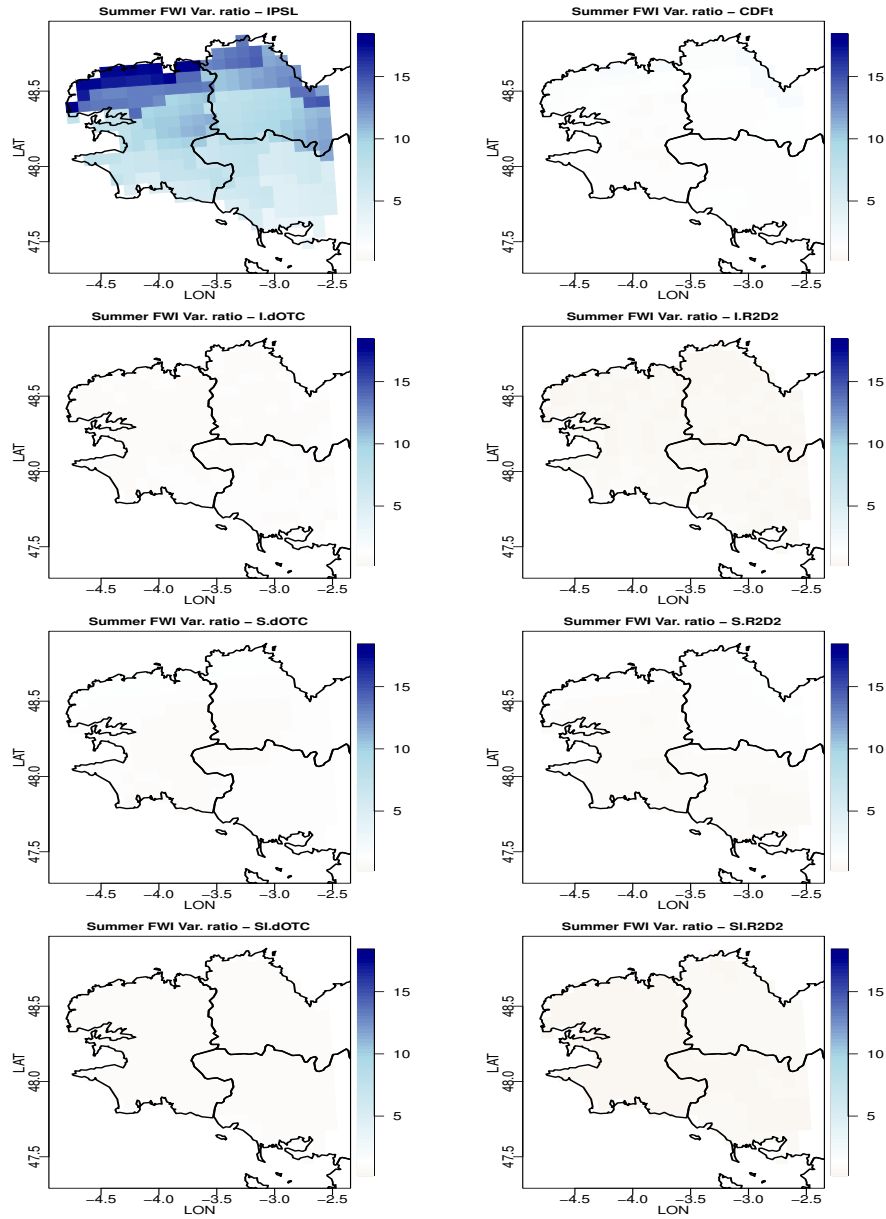 Summer FWI Var. ratio − IPSL
LAT
48.5
48.0
47.5
−4.5 −4.0 −3.5 −3.0 −2.5
LON
15
10
5
Summer FWI Var. ratio − CDFt
LAT
48.5
48.0
47.5
−4.5 −4.0 −3.5 −3.0 −2.5
LON
15
10
5
Summer FWI Var. ratio − I.dOTC
LAT
48.5
48.0
47.5
−4.5 −4.0 −3.5 −3.0 −2.5
LON
15
10
5
Summer FWI Var. ratio − I.R2D2
LAT
48.5
48.0
47.5
−4.5 −4.0 −3.5 −3.0 −2.5
LON
15
10
5
Summer FWI Var. ratio − S.dOTC
LAT
48.5
48.0
47.5
−4.5 −4.0 −3.5 −3.0 −2.5
LON
15
10
5
Summer FWI Var. ratio − S.R2D2
LAT
48.5
48.0
47.5
−4.5 −4.0 −3.5 −3.0 −2.5
LON
15
10
5
Summer FWI Var. ratio − SI.dOTC
LAT
48.5
48.0
47.5
−4.5 −4.0 −3.5 −3.0 −2.5
LON
15
10
5
Summer FWI Var. ratio − SI.R2D2
LAT
48.5
48.0
47.5
−4.5 −4.0 −3.5 −3.0 −2.5
LON
15
10
5